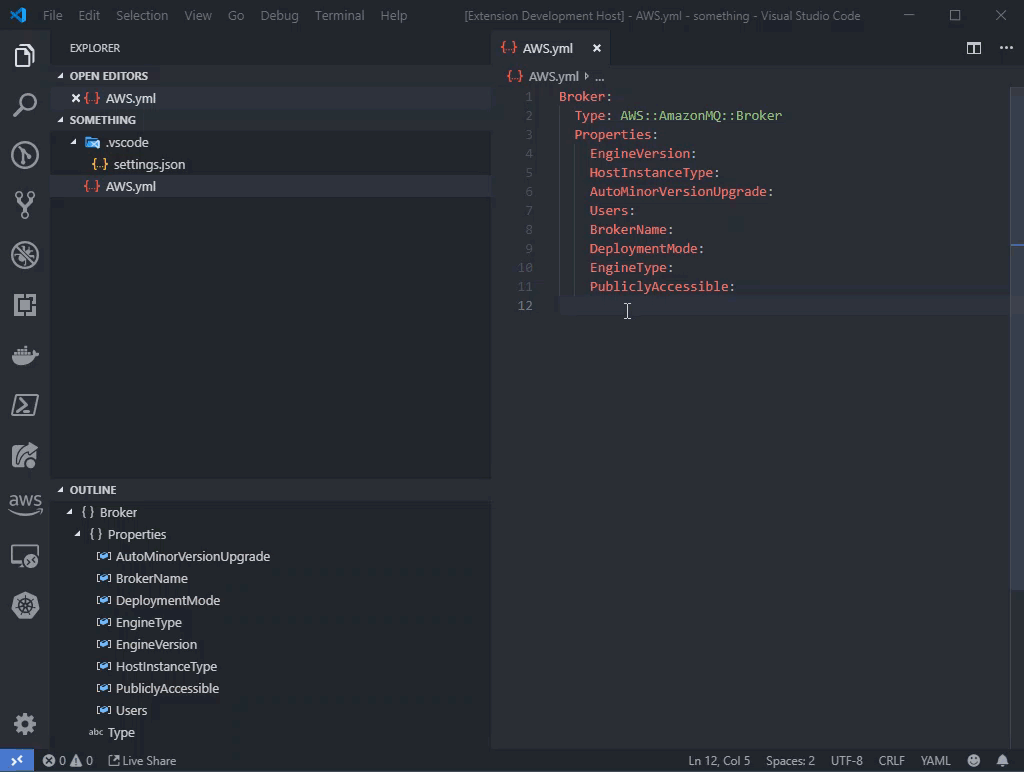 File Edit Selection View Go Debug Terminal Help [Extension Development Host] - AWS.yml - something - Visual Studio Code
EXPLORER
OPEN EDITORS
AWS.yml
SOMETHING
.vscode
settings.json
AWS.yml
OUTLINE
{ } Broker
{ } Properties
AutoMinorVersionUpgrade
BrokerName
DeploymentMode
EngineType
EngineVersion
HostInstanceType
PubliclyAccessible
Users
abc Type
aws
{..} AWS.yml ×
{..} AWS.yml ...
1 Broker:
2 Type: AWS::AmazonMQ::Broker
3 Properties:
4 EngineVersion:
5 HostInstanceType:
6 AutoMinorVersionUpgrade:
7 Users:
8 BrokerName:
9 DeploymentMode:
10 EngineType:
11 PubliclyAccessible:
12
0 0 Live Share Ln 12, Col 5 Spaces: 2 UTF-8 CRLF YAML